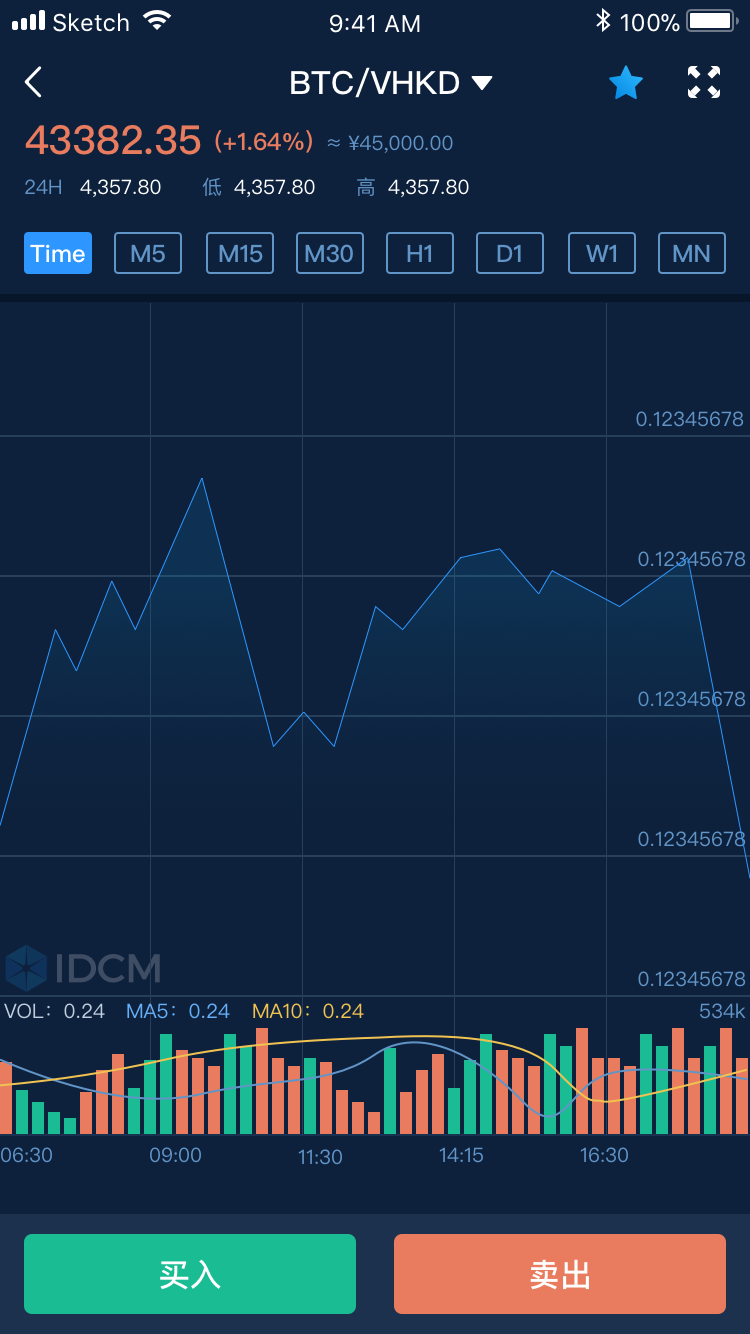 Sketch 9:41 AM 100%
BTC/VHKD
43382.35 (+1.64%) ≈ ¥45,000.00
24H 4,357.80 低 4,357.80 高 4,357.80
Time M5 M15 M30 H1 D1 W1 MN
0.12345678
0.12345678
0.12345678
0.12345678
IDCM
0.12345678
VOL: 0.24 MA5: 0.24 MA10: 0.24 534k
06:30 09:00 11:30 14:15 16:30
买入 卖出